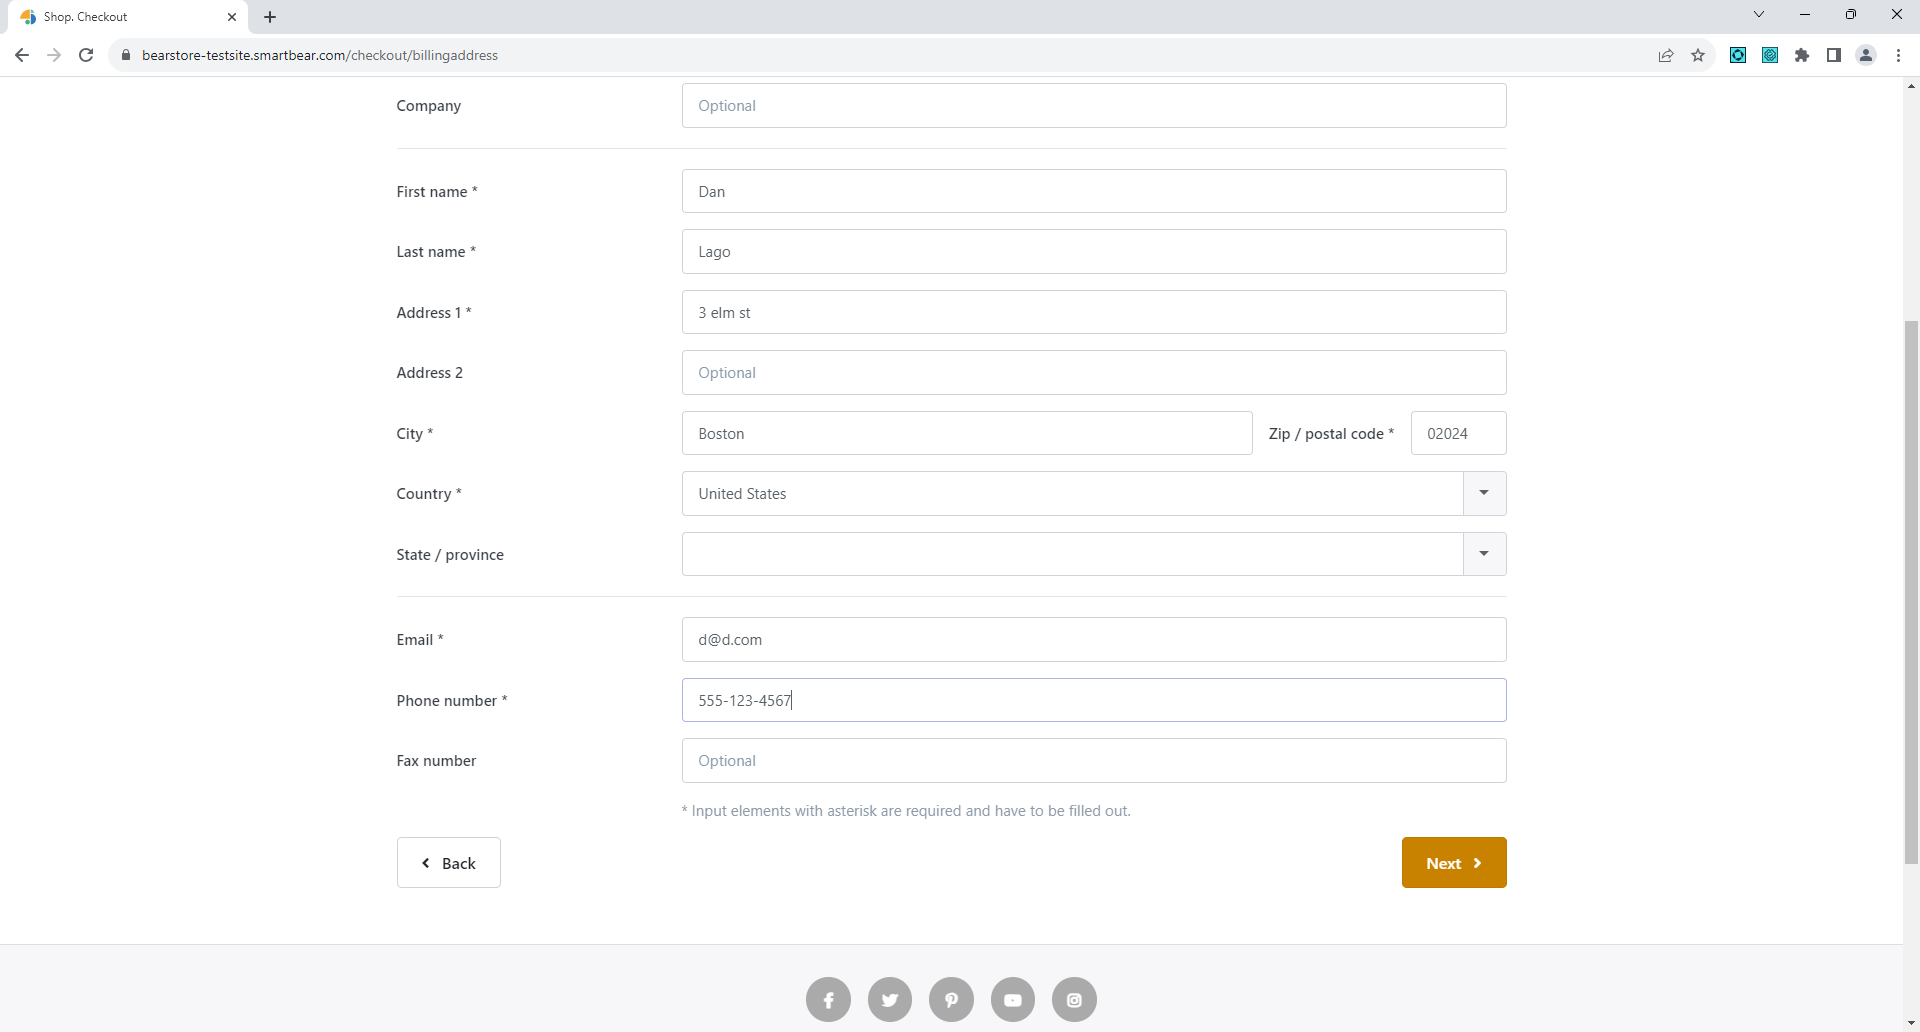 Shop. Checkout
bearstore-testsite.smartbear.com/checkout/billingaddress
Company Optional
First name * Dan
Last name * Lago
Address 1 * 3 elm st
Address 2 Optional
City * Boston Zip / postal code * 02024
Country * United States
State / province
Email * d@d.com
Phone number * 555-123-4567
Fax number Optional
* Input elements with asterisk are required and have to be filled out.
Back Next